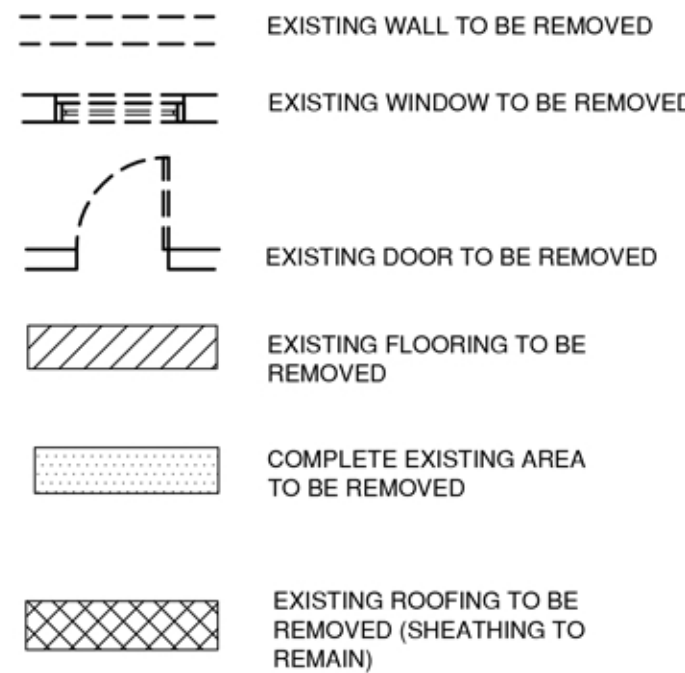 EXISTING WALL TO BE REMOVED
EXISTING WINDOW TO BE REMOVED
EXISTING DOOR TO BE REMOVED
EXISTING FLOORING TO BE
REMOVED
COMPLETE EXISTING AREA
TO BE REMOVED
EXISTING ROOFING TO BE
REMOVED (SHEATHING TO
REMAIN)